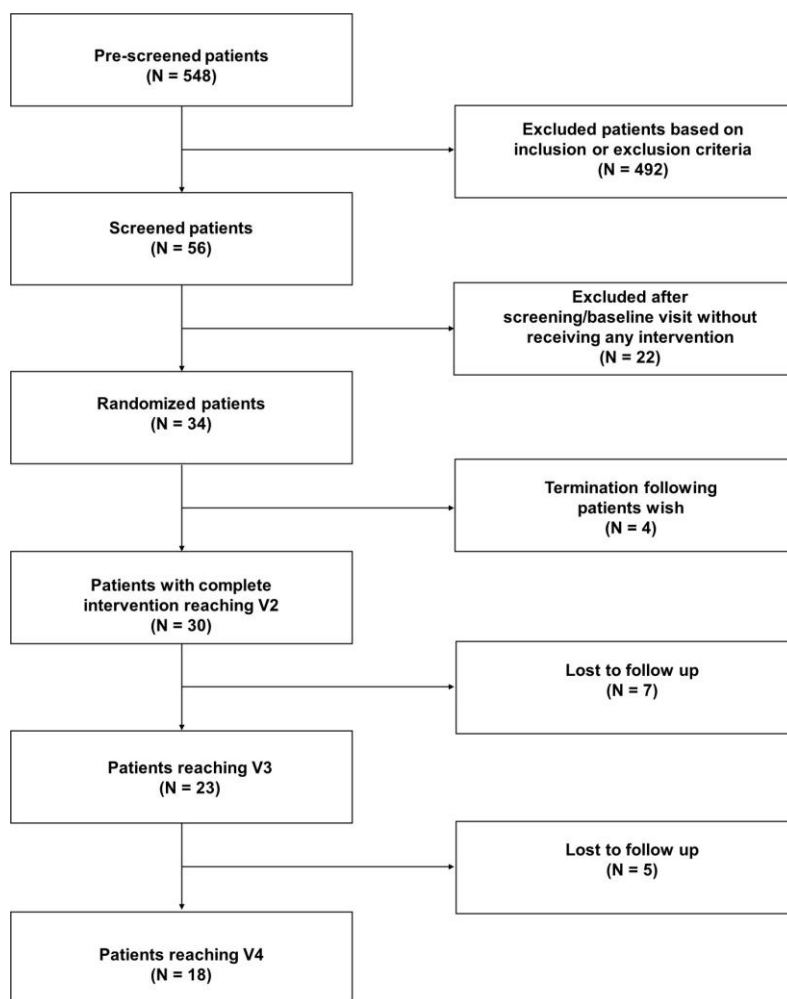 Pre-screened patients
(N = 548)
Excluded patients based on
inclusion or exclusion criteria
(N = 492)
Screened patients
(N = 56)
Excluded after
screening/baseline visit without
receiving any intervention
(N = 22)
Randomized patients
(N = 34)
Termination following
patients wish
(N = 4)
Patients with complete
intervention reaching V2
(N = 30)
Lost to follow up
(N = 7)
Patients reaching V3
(N = 23)
Lost to follow up
(N = 5)
Patients reaching V4
(N = 18)